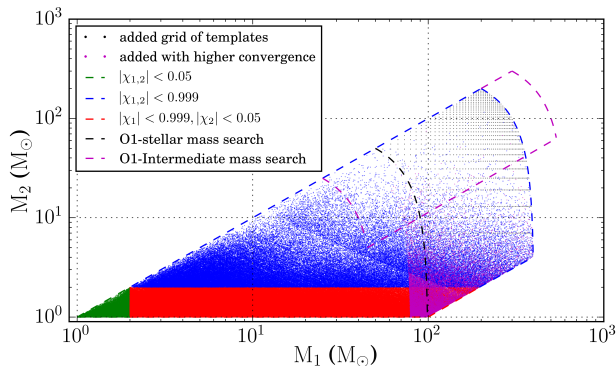 added grid of templates
added with higher convergence
|χ₁,₂| < 0.05
|χ₁,₂| < 0.999
|χ₁| < 0.999, |χ₂| < 0.05
O1-stellar mass search
O1-Intermediate mass search
M₂ (M☉)
10³
10²
10¹
10⁰
10⁰ 10¹ 10² 10³
M₁ (M☉)